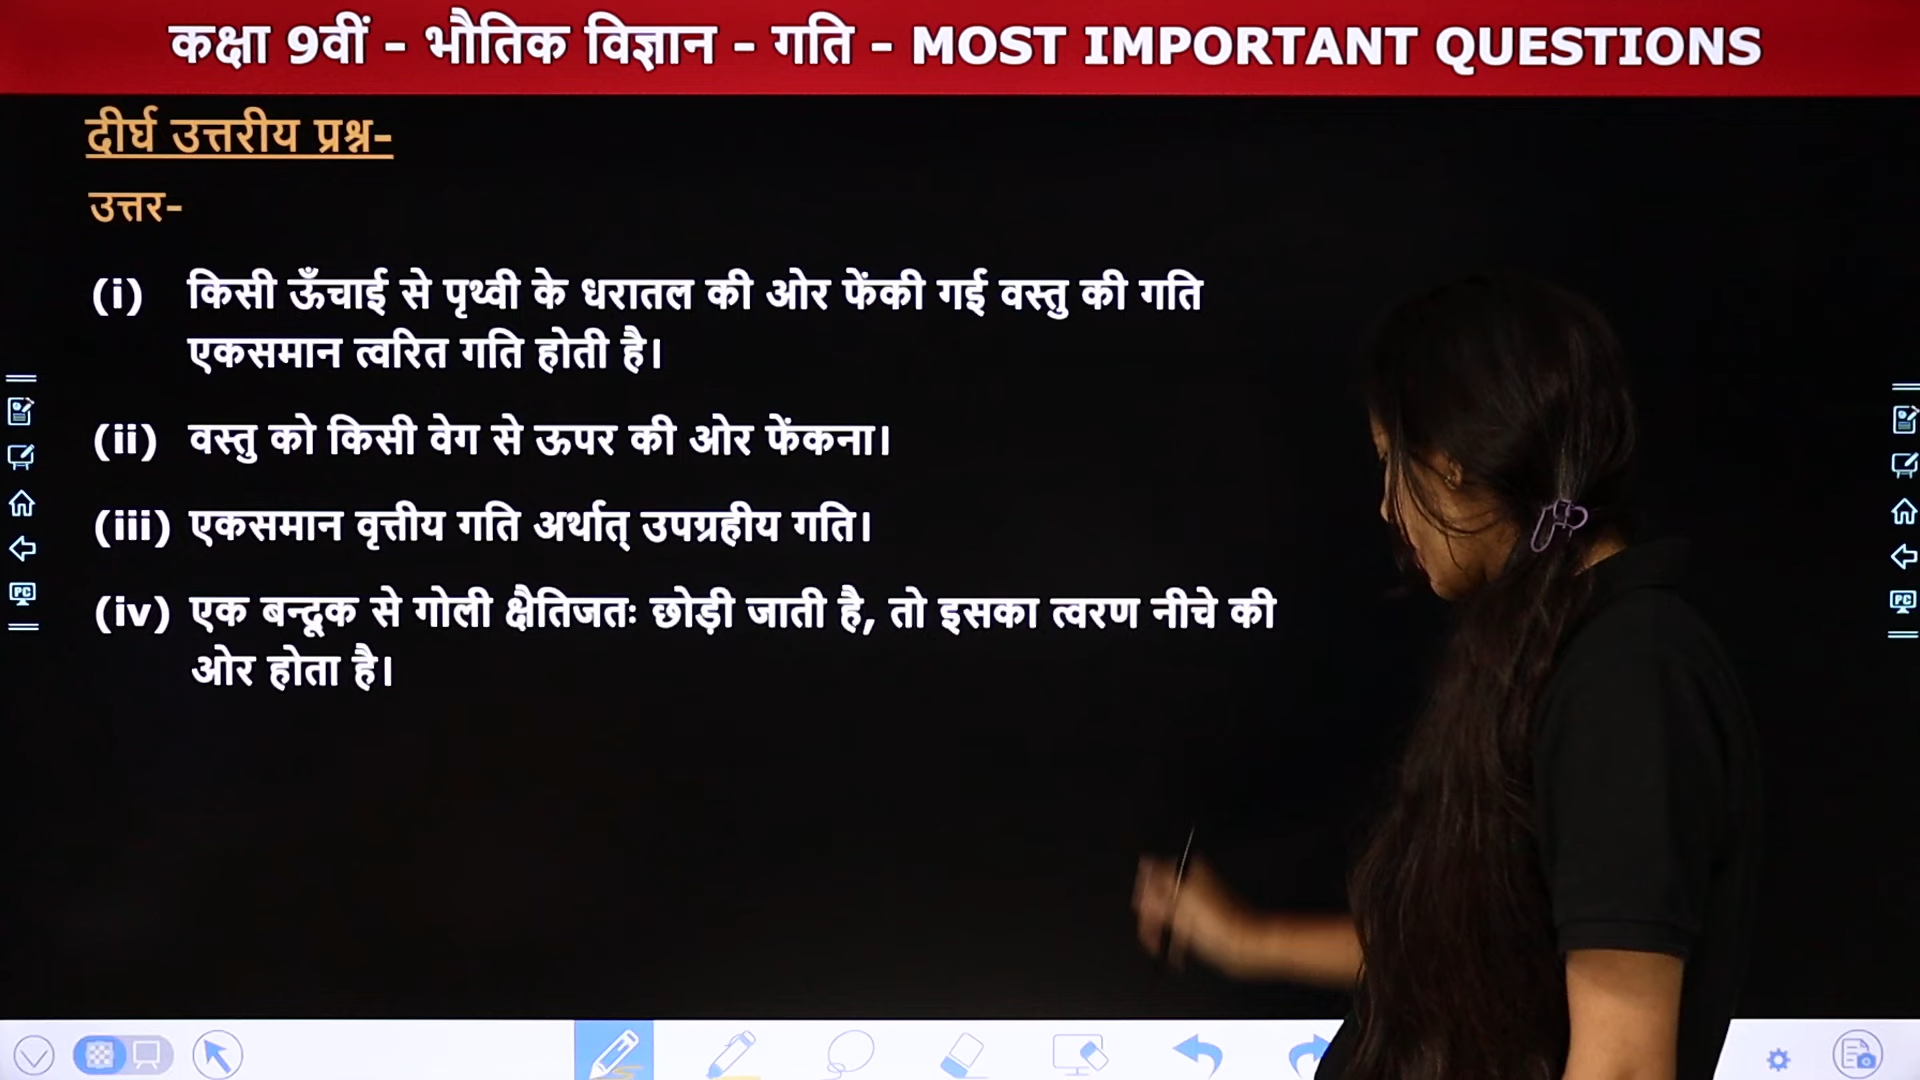 कक्षा 9वीं - भौतिक विज्ञान - गति - MOST IMPORTANT QUESTIONS
दीर्घ उत्तरीय प्रश्न-
उत्तर-
(i) किसी ऊँचाई से पृथ्वी के धरातल की ओर फेंकी गई वस्तु की गति
एकसमान त्वरित गति होती है।
(ii) वस्तु को किसी वेग से ऊपर की ओर फेंकना।
(iii) एकसमान वृत्तीय गति अर्थात् उपग्रहीय गति।
(iv) एक बन्दूक से गोली क्षैतिजतः छोड़ी जाती है, तो इसका त्वरण नीचे की
ओर होता है।
PC
PC